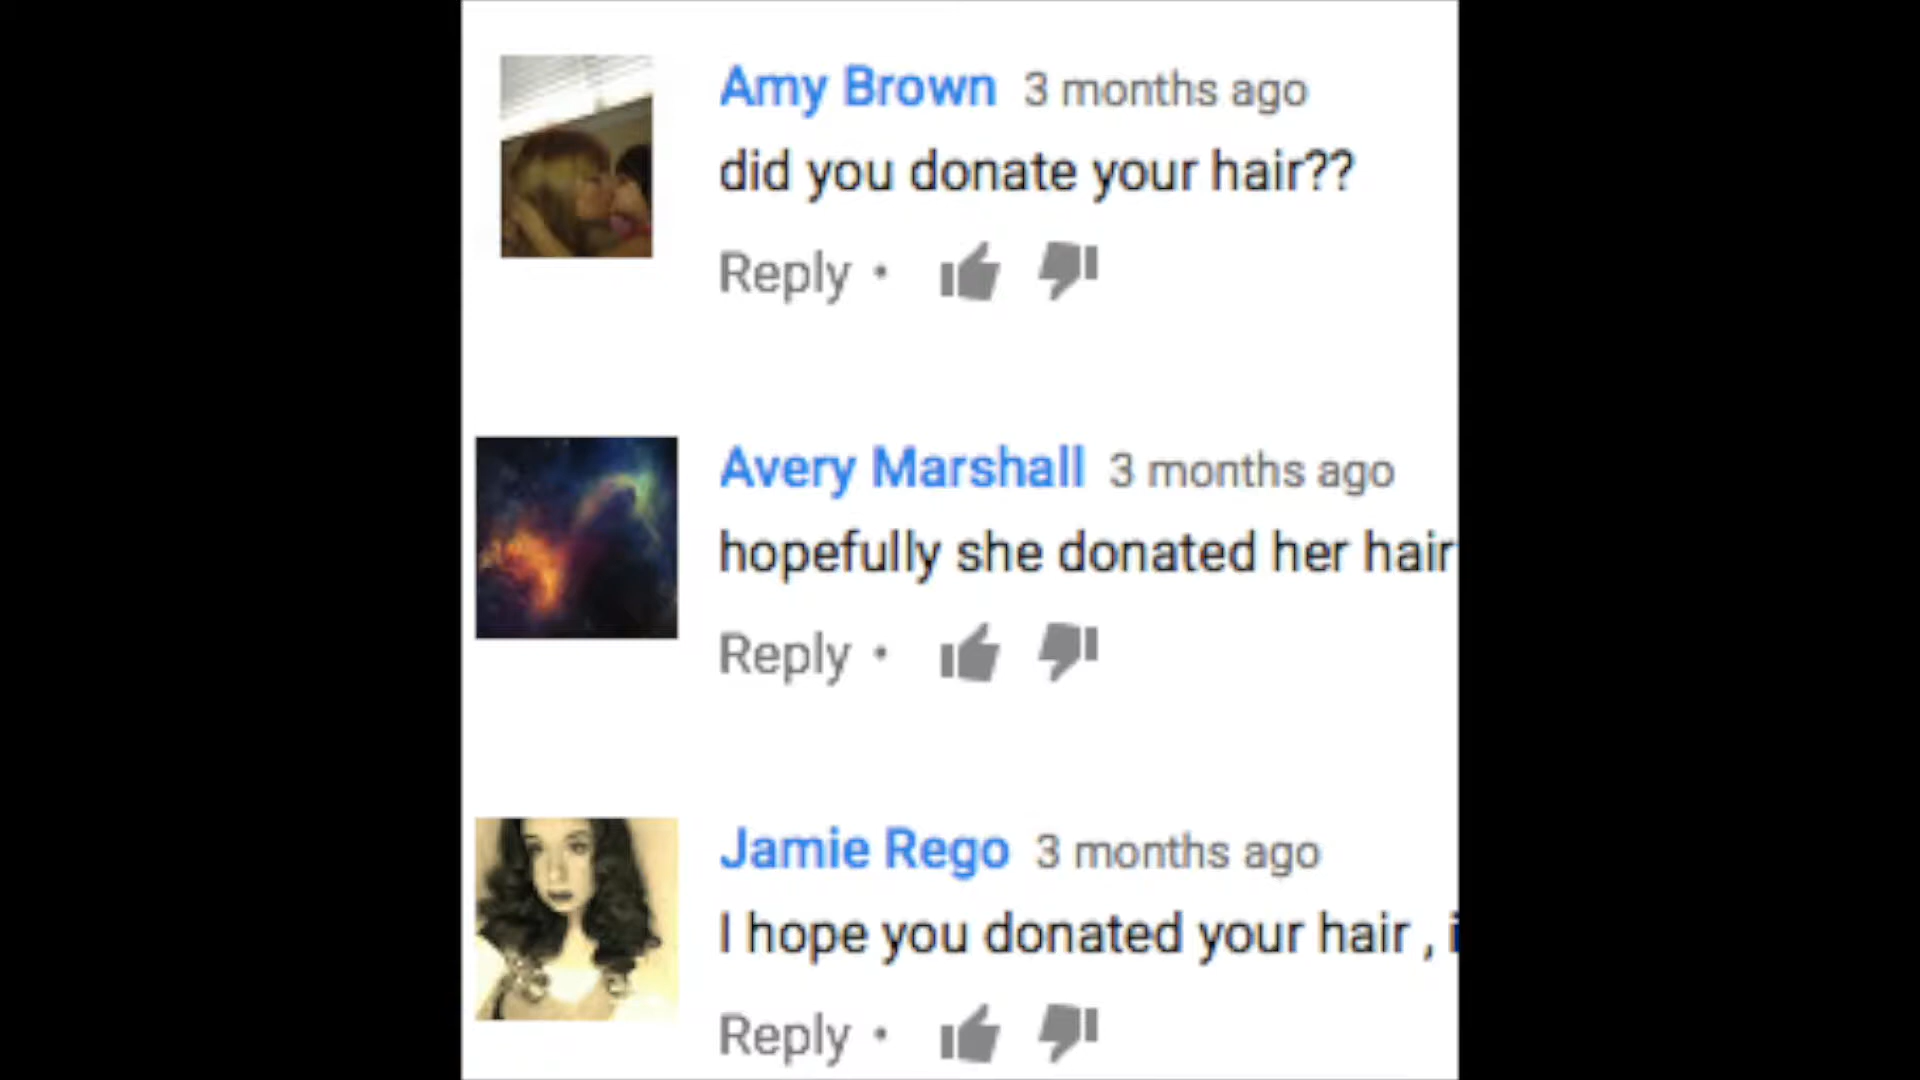 Amy Brown 3 months ago
did you donate your hair??
Reply •
Avery Marshall 3 months ago
hopefully she donated her hair
Reply •
Jamie Rego 3 months ago
I hope you donated your hair , i
Reply •